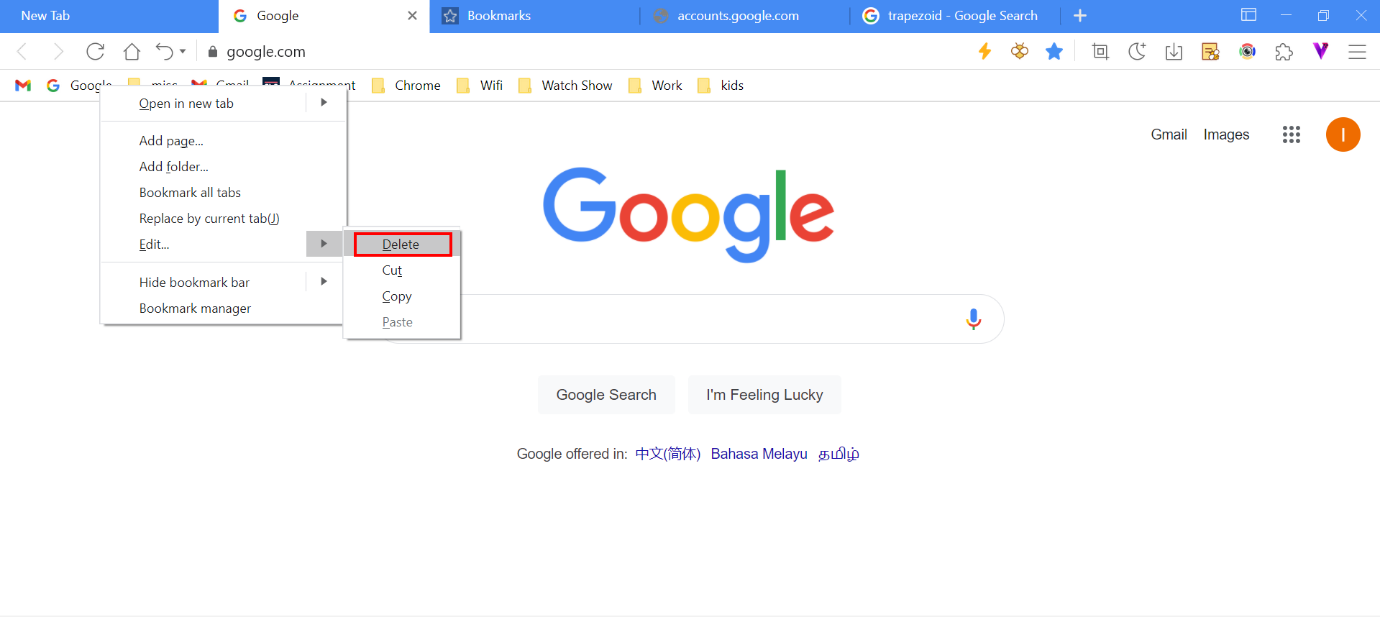 New Tab Google Bookmarks accounts.google.com trapezoid - Google Search
google.com
Google Gmail Assignment Chrome Wifi Watch Show Work kids
Open in new tab
Add page...
Add folder...
Bookmark all tabs
Replace by current tab(J)
Edit...
Hide bookmark bar
Bookmark manager
Delete
Cut
Copy
Paste
Gmail Images
I
Google
Google Search I'm Feeling Lucky
Google offered in: 中文(简体) Bahasa Melayu தமிழ்